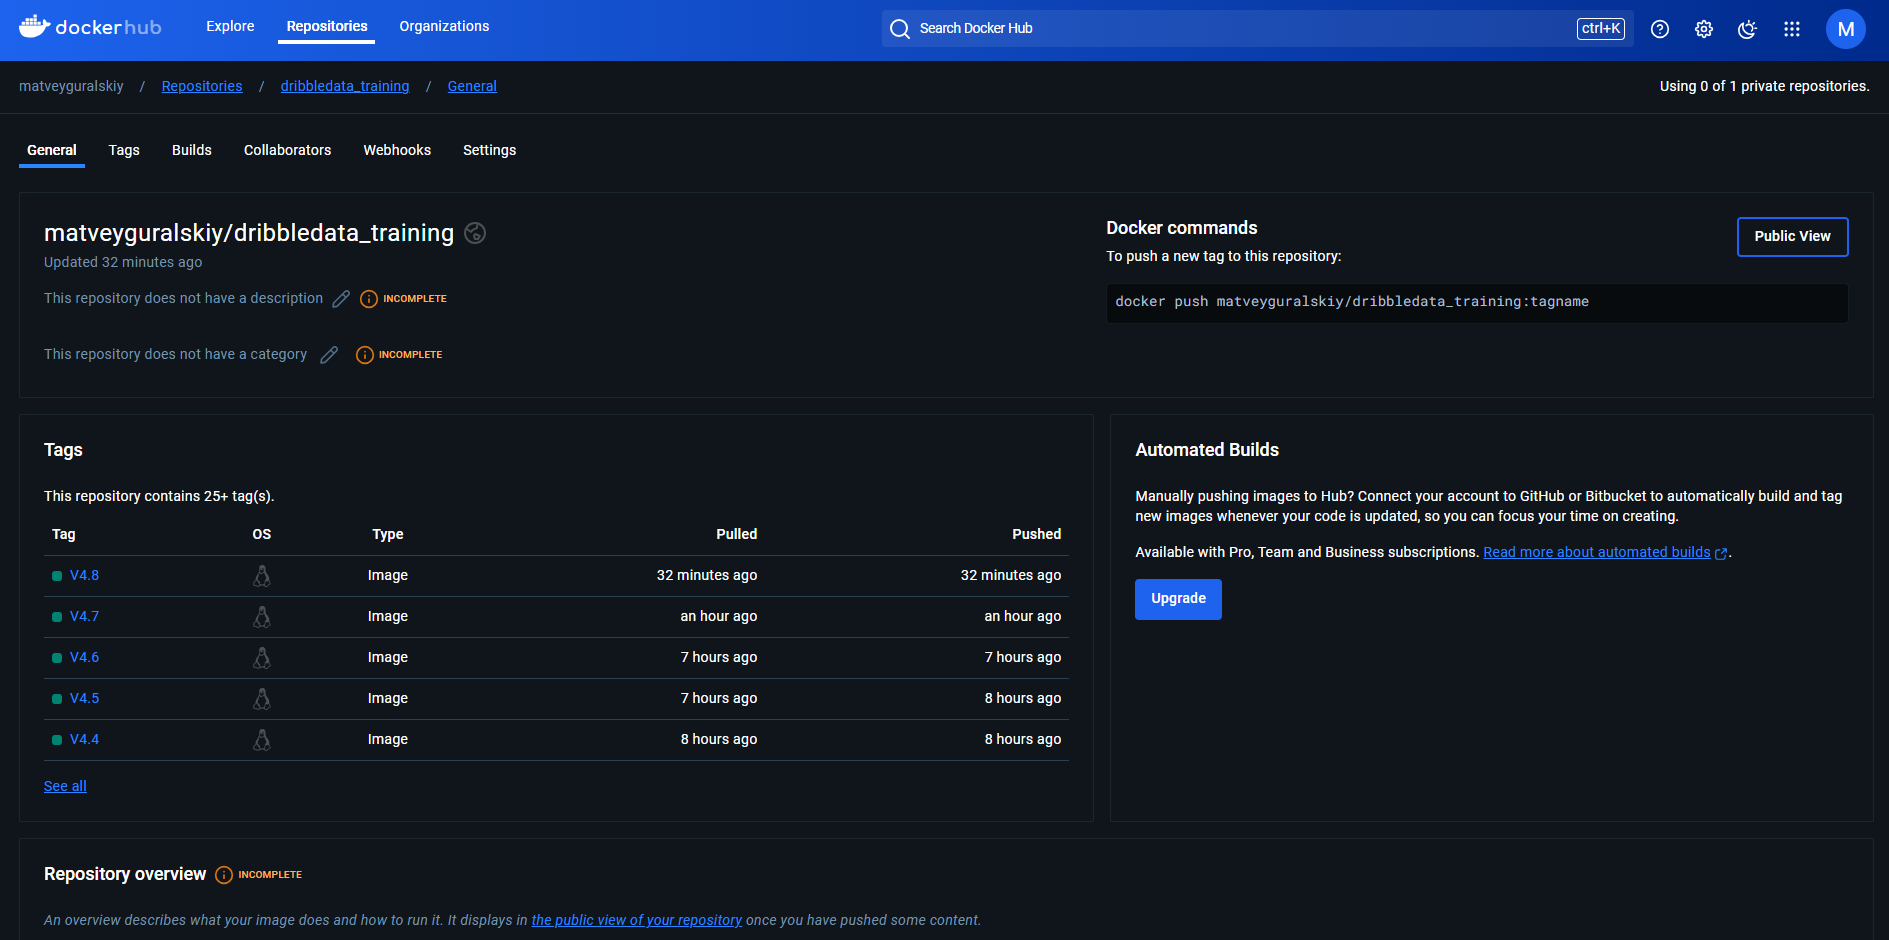 dockerhub
Explore Repositories Organizations
Search Docker Hub ctrl+K
M
matveyguralskiy / Repositories / dribbledata_training / General
Using 0 of 1 private repositories.
General Tags Builds Collaborators Webhooks Settings
matveyguralskiy/dribbledata_training
Updated 32 minutes ago
This repository does not have a description INCOMPLETE
This repository does not have a category INCOMPLETE
Docker commands
Public View
To push a new tag to this repository:
docker push matveyguralskiy/dribbledata_training:tagname
Tags
This repository contains 25+ tag(s).
Tag OS Type Pulled Pushed
V4.8 Image 32 minutes ago 32 minutes ago
V4.7 Image an hour ago an hour ago
V4.6 Image 7 hours ago 7 hours ago
V4.5 Image 7 hours ago 8 hours ago
V4.4 Image 8 hours ago 8 hours ago
See all
Automated Builds
Manually pushing images to Hub? Connect your account to GitHub or Bitbucket to automatically build and tag
new images whenever your code is updated, so you can focus your time on creating.
Available with Pro, Team and Business subscriptions. Read more about automated builds.
Upgrade
Repository overview INCOMPLETE
An overview describes what your image does and how to run it. It displays in the public view of your repository once you have pushed some content.